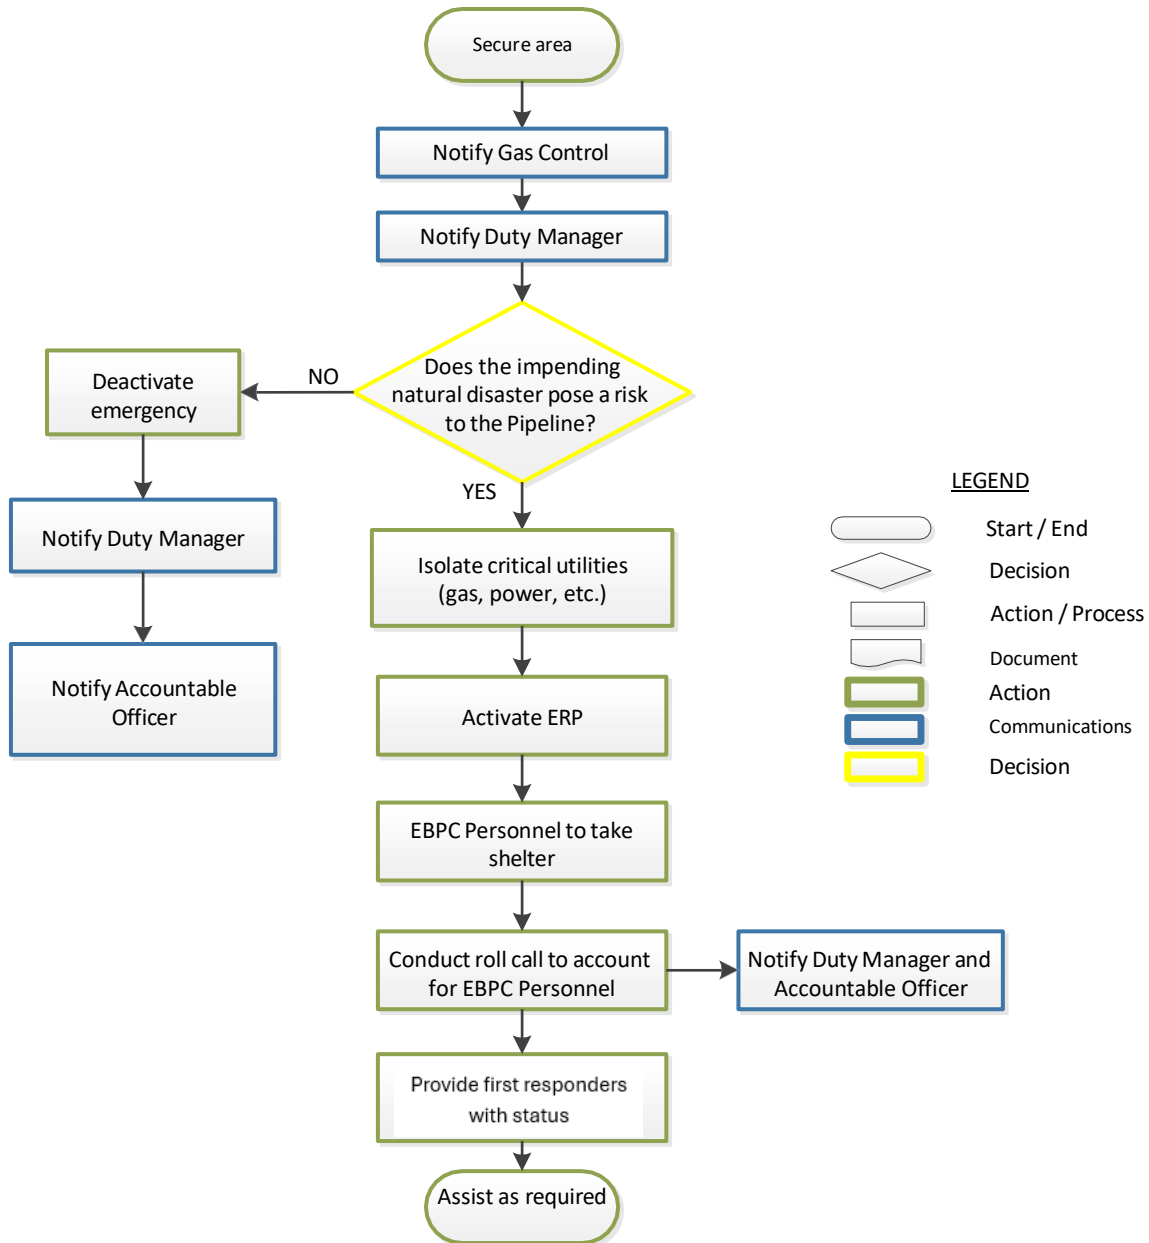 Secure area
Notify Gas Control
Notify Duty Manager
Does the impending
natural disaster pose a risk
to the Pipeline?
NO
Deactivate
emergency
Notify Duty Manager
Notify Accountable
Officer
YES
Isolate critical utilities
(gas, power, etc.)
Activate ERP
EBPC Personnel to take
shelter
Conduct roll call to account
for EBPC Personnel
Notify Duty Manager and
Accountable Officer
Provide first responders
with status
Assist as required
LEGEND
Start / End
Decision
Action / Process
Document
Action
Communications
Decision